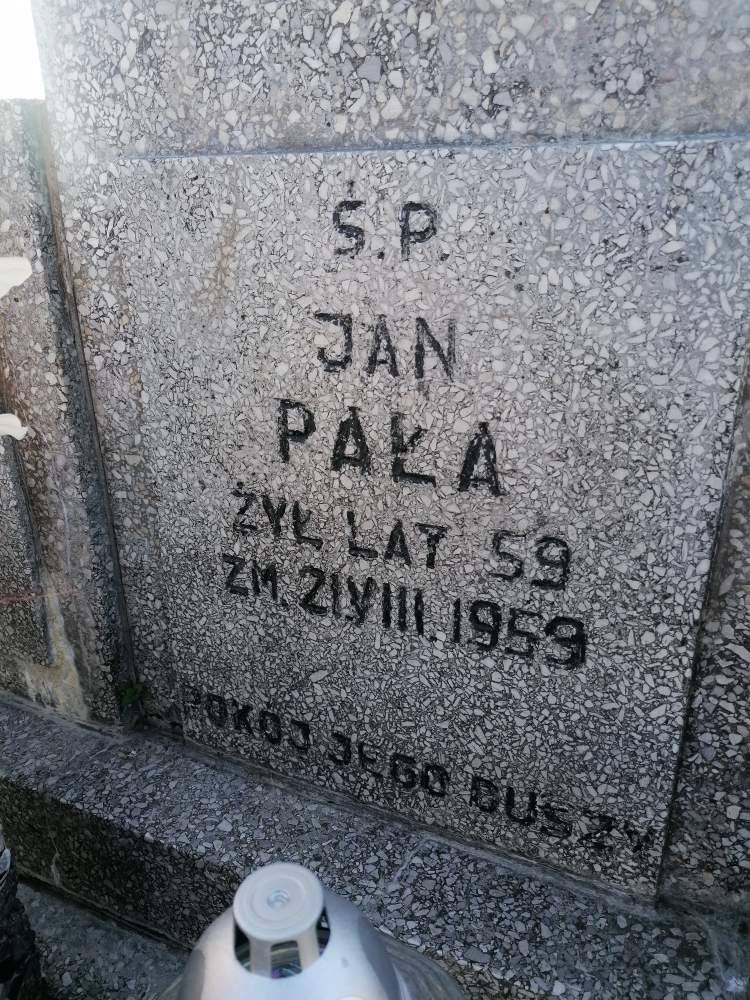 Ś.P.
JAN
PAŁA
ŻYŁ LAT 59
ZM. 21.VIII.1959
POKÓJ JEGO DUSZY